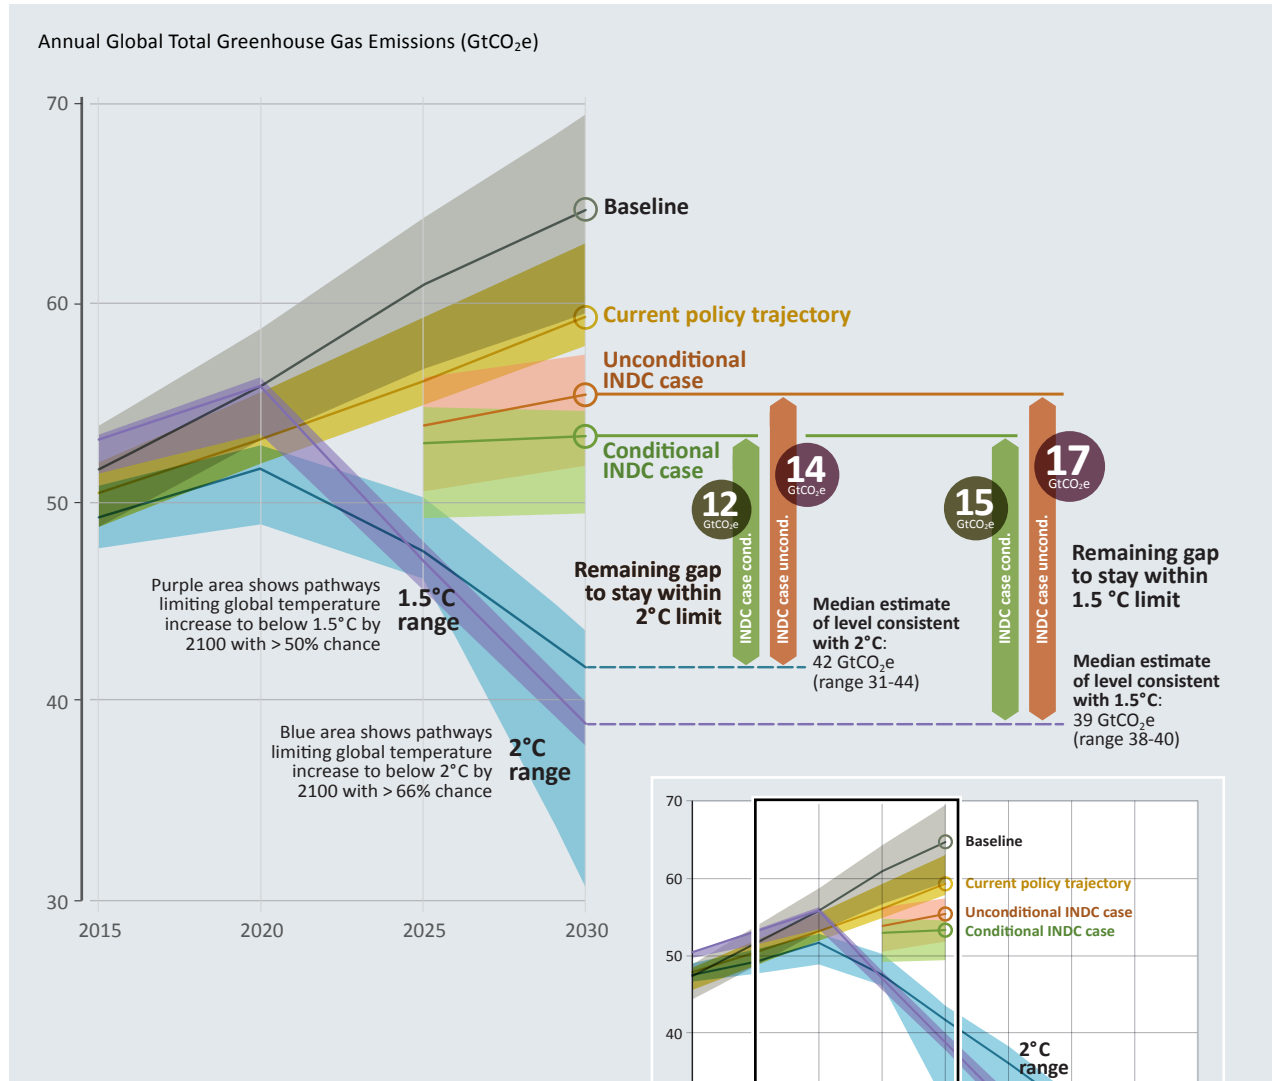 Annual Global Total Greenhouse Gas Emissions (GtCO₂e)
70
60
50
40
30
2015
2020
2025
2030
Baseline
Current policy trajectory
Unconditional
INDC case
Conditional
INDC case
Purple area shows pathways
limiting global temperature
increase to below 1.5°C by
2100 with > 50% chance
1.5°C
range
Blue area shows pathways
limiting global temperature
increase to below 2°C by
2100 with > 66% chance
2°C
range
12
GtCO₂e
14
GtCO₂e
INDC case cond.
INDC case uncond.
Remaining gap
to stay within
2°C limit
Median estimate
of level consistent
with 2°C:
42 GtCO₂e
(range 31-44)
15
GtCO₂e
17
GtCO₂e
INDC case cond.
INDC case uncond.
Remaining gap
to stay within
1.5 °C limit
Median estimate
of level consistent
with 1.5°C:
39 GtCO₂e
(range 38-40)
70
60
50
40
Baseline
Current policy trajectory
Unconditional INDC case
Conditional INDC case
2°C
range